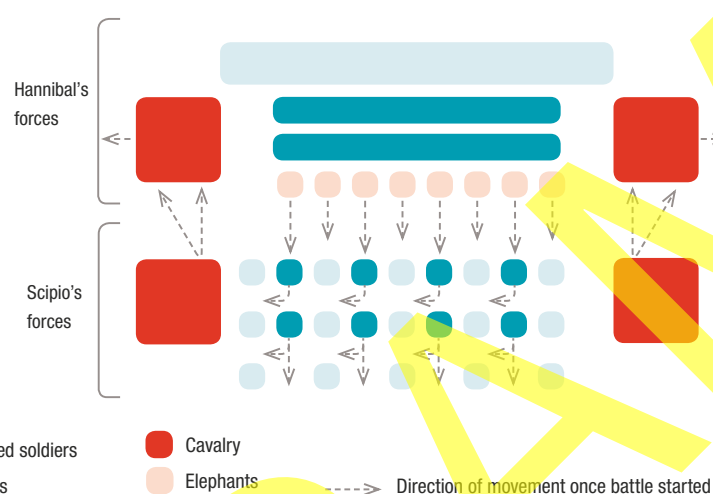 Hannibal's
forces
Scipio's
forces
ed soldiers
Cavalry
s
Elephants
Direction of movement once battle started